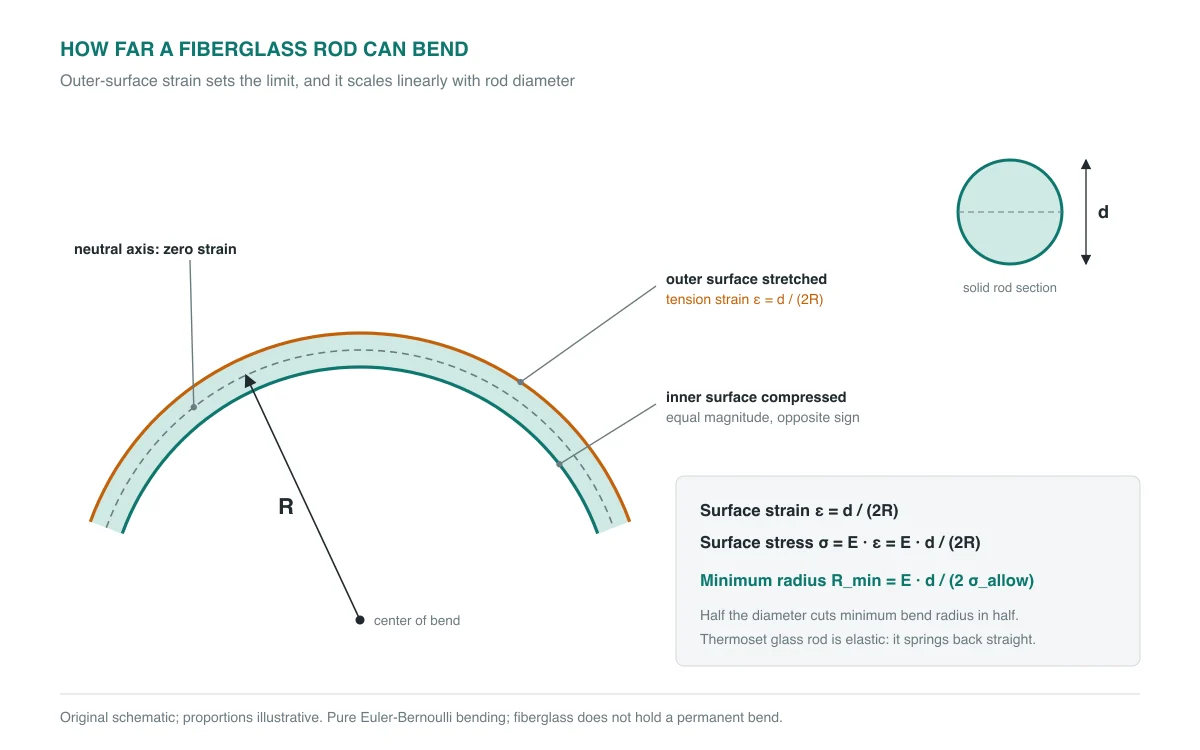 HOW FAR A FIBERGLASS ROD CAN BEND
Outer-surface strain sets the limit, and it scales linearly with rod diameter
d
solid rod section
neutral axis: zero strain
outer surface stretched
tension strain ε = d / (2R)
inner surface compressed
equal magnitude, opposite sign
R
center of bend
Surface strain ε = d / (2R)
Surface stress σ = E · ε = E · d / (2R)
Minimum radius R_min = E · d / (2 σ_allow)
Half the diameter cuts minimum bend radius in half.
Thermoset glass rod is elastic: it springs back straight.
Original schematic; proportions illustrative. Pure Euler-Bernoulli bending; fiberglass does not hold a permanent bend.